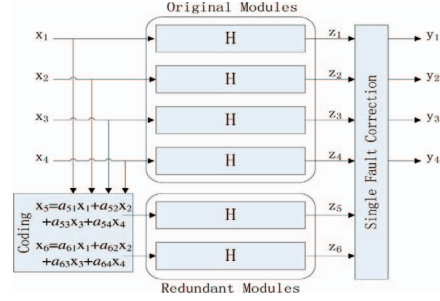 Original Modules
x₁ H z₁ y₁
x₂ H z₂ y₂
x₃ H z₃ y₃
x₄ H z₄ y₄
Single Fault Correction
Coding
x₅=a₅₁x₁+a₅₂x₂
+a₅₃x₃+a₅₄x₄
H z₅
x₆=a₆₁x₁+a₆₂x₂
+a₆₃x₃+a₆₄x₄
H z₆
Redundant Modules